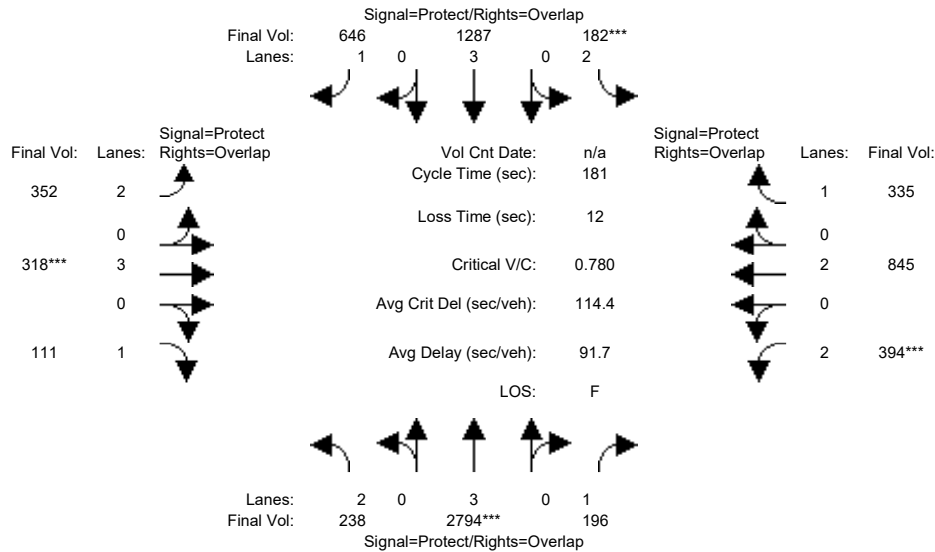 Signal=Protect/Rights=Overlap
Final Vol: 646 1287 182***
Lanes: 1 0 3 0 2
Signal=Protect Signal=Protect
Final Vol: Lanes: Rights=Overlap Vol Cnt Date: n/a Rights=Overlap Lanes: Final Vol:
Cycle Time (sec): 181
352 2 1 335
Loss Time (sec): 12
0 0
318*** 3 Critical V/C: 0.780 2 845
0 Avg Crit Del (sec/veh): 114.4 0
111 1 Avg Delay (sec/veh): 91.7 2 394***
LOS: F
Lanes: 2 0 3 0 1
Final Vol: 238 2794*** 196
Signal=Protect/Rights=Overlap